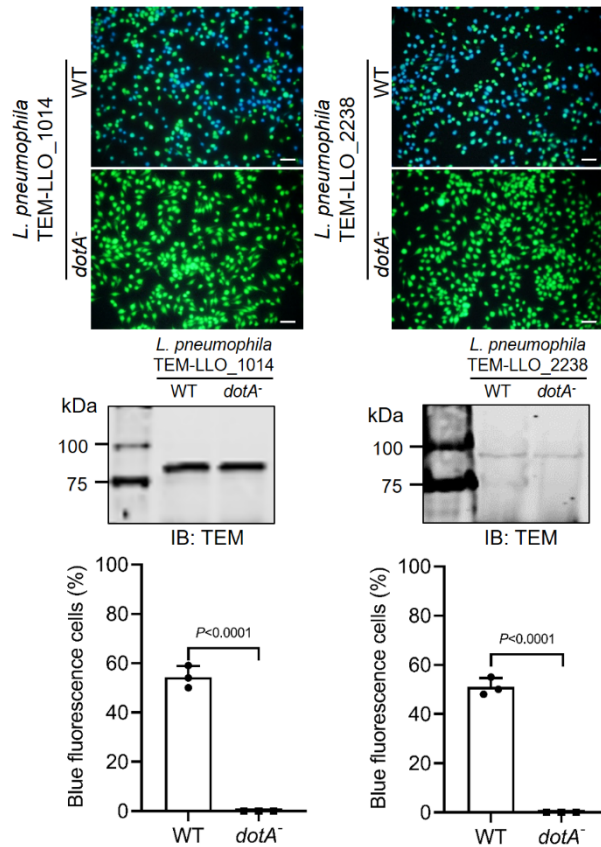 L. pneumophila
TEM-LLO_1014
WT
dotA-
L. pneumophila
TEM-LLO_2238
WT
dotA-
L. pneumophila
TEM-LLO_1014
WT dotA-
kDa
100
75
IB: TEM
L. pneumophila
TEM-LLO_2238
WT dotA-
kDa
100
75
IB: TEM
Blue fluorescence cells (%)
100
80
60
40
20
0
P<0.0001
WT dotA-
Blue fluorescence cells (%)
100
80
60
40
20
0
P<0.0001
WT dotA-